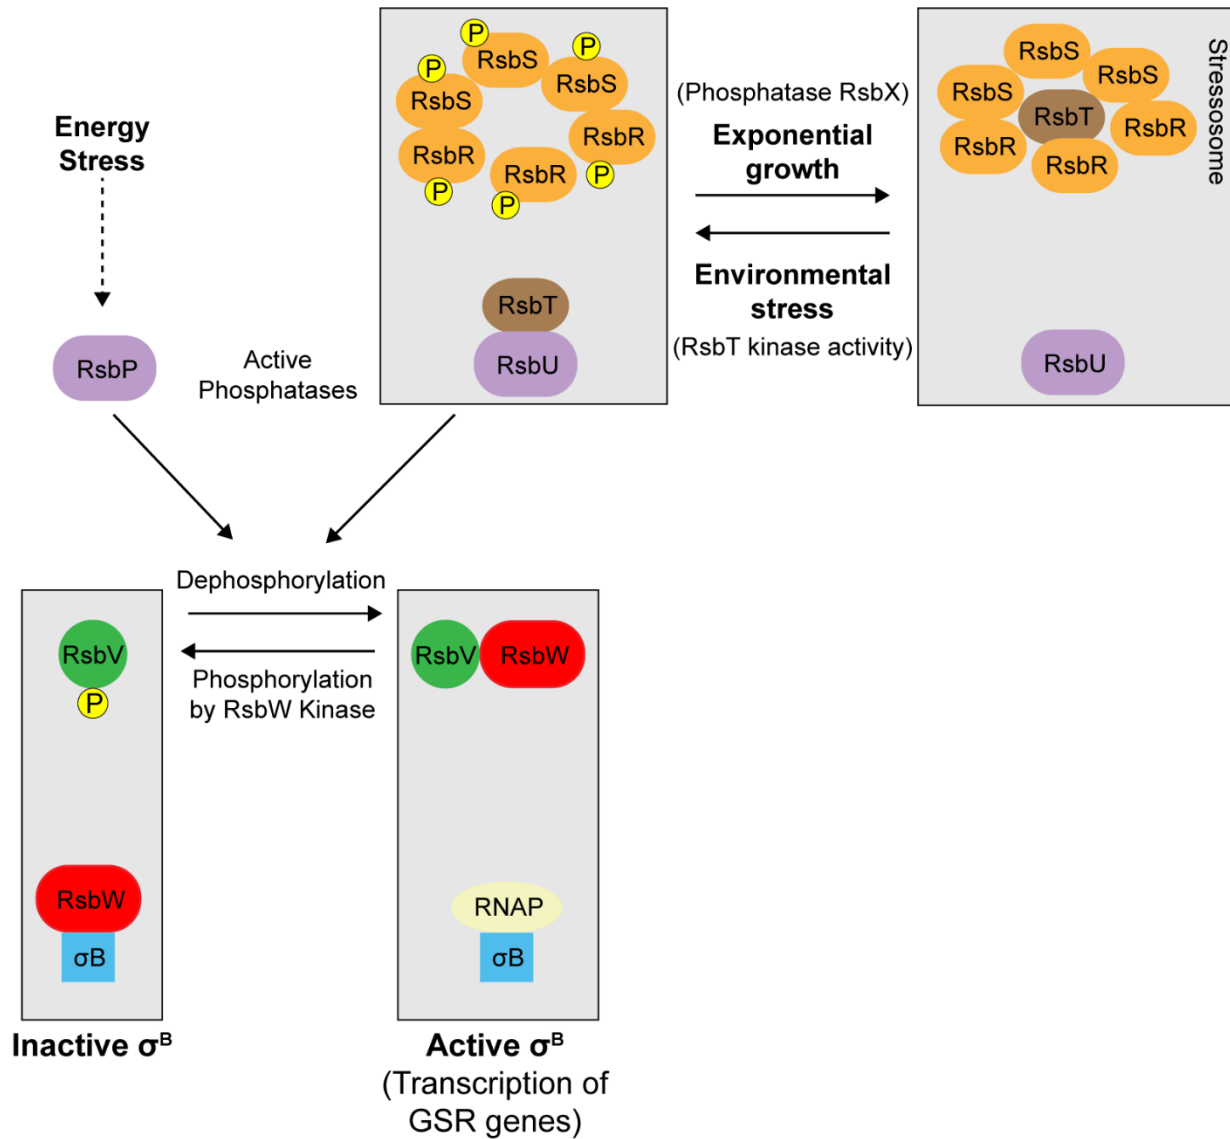 Energy
Stress
RsbP
Active
Phosphatases
P
RsbS
P
RsbS
P
RsbS
RsbR
P
RsbR
P
RsbR
P
RsbT
RsbU
(Phosphatase RsbX)
Exponential
growth
Environmental
stress
(RsbT kinase activity)
Stressosome
RsbS
RsbS
RsbS
RsbT
RsbR
RsbR
RsbR
RsbU
Dephosphorylation
Phosphorylation
by RsbW Kinase
RsbV
P
RsbW
σB
Inactive σᴮ
RsbV
RsbW
RNAP
σB
Active σᴮ
(Transcription of
GSR genes)